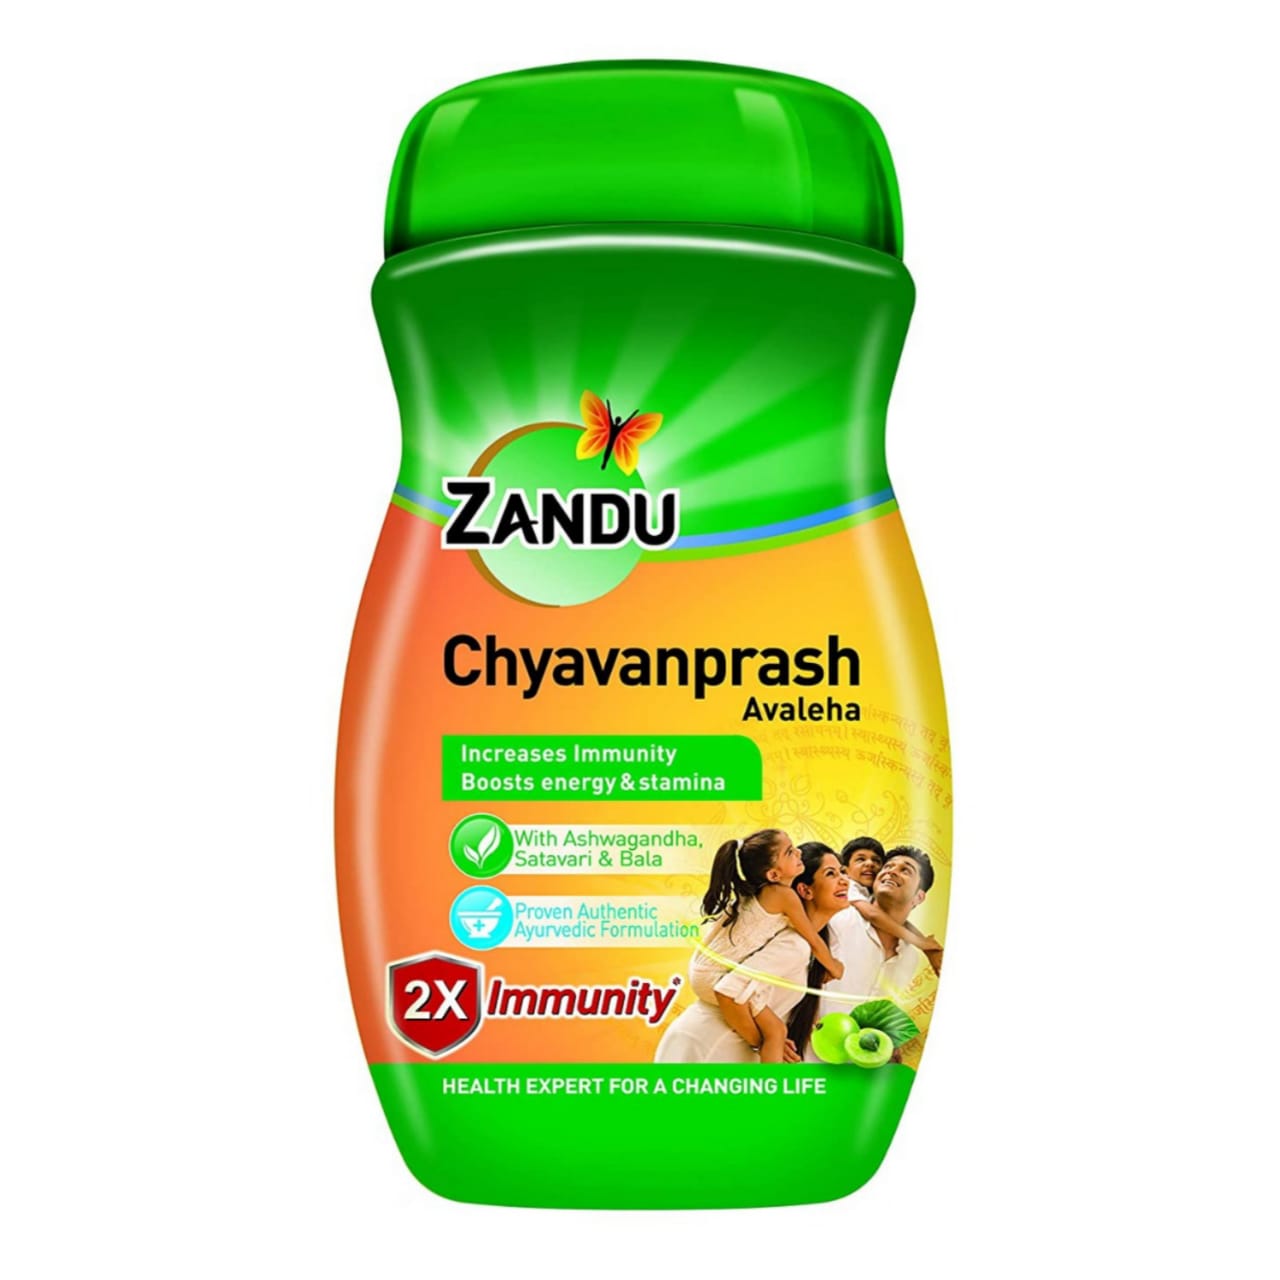 ZANDU
Chyavanprash
Avaleha
Increases Immunity
Boosts energy & stamina
With Ashwagandha,
Satavari & Bala
Proven Authentic
Ayurvedic Formulation
2X Immunity*
HEALTH EXPERT FOR A CHANGING LIFE